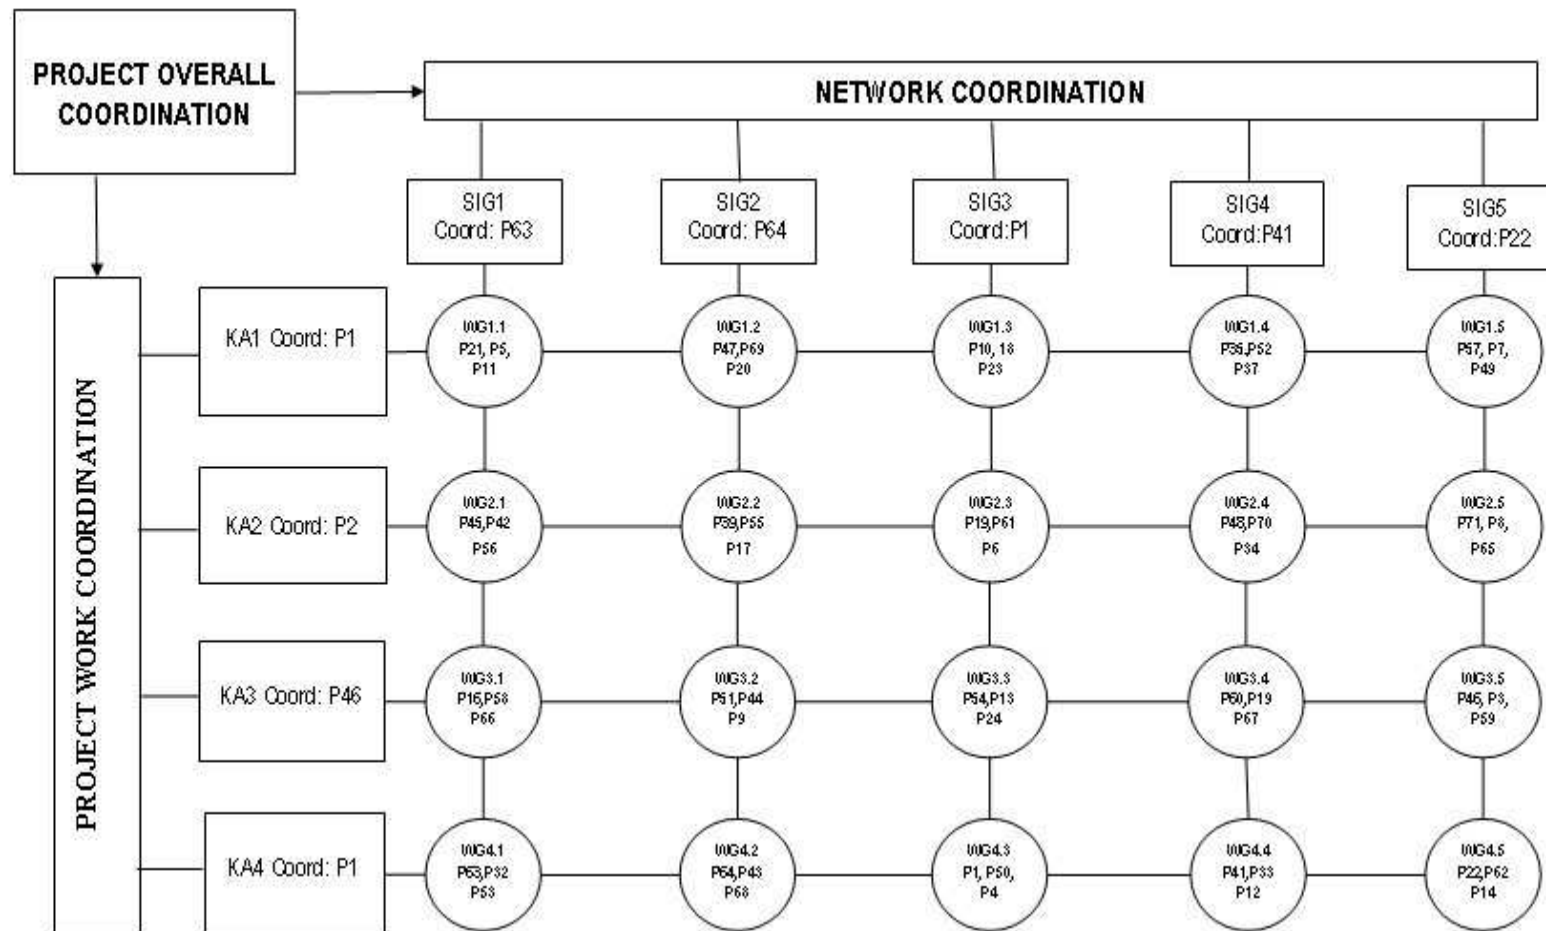 PROJECT OVERALL
COORDINATION
NETWORK COORDINATION
SIG1
Coord: P63
SIG2
Coord: P64
SIG3
Coord:P1
SIG4
Coord:P41
SIG5
Coord:P22
PROJECT WORK COORDINATION
KA1 Coord: P1
WG1.1
P21, P5,
P11
WG1.2
P47,P69
P20
WG1.3
P10, 18
P23
WG1.4
P35,P52
P37
WG1.5
P57, P7,
P49
KA2 Coord: P2
WG2.1
P45,P42
P56
WG2.2
P39,P55
P17
WG2.3
P19,P61
P6
WG2.4
P48,P70
P34
WG2.5
P71, P8,
P65
KA3 Coord: P46
WG3.1
P16,P58
P66
WG3.2
P51,P44
P9
WG3.3
P54,P13
P24
WG3.4
P60,P19
P67
WG3.5
P46, P3,
P59
KA4 Coord: P1
WG4.1
P63,P32
P53
WG4.2
P64,P43
P68
WG4.3
P1, P50,
P4
WG4.4
P41,P33
P12
WG4.5
P22,P62
P14